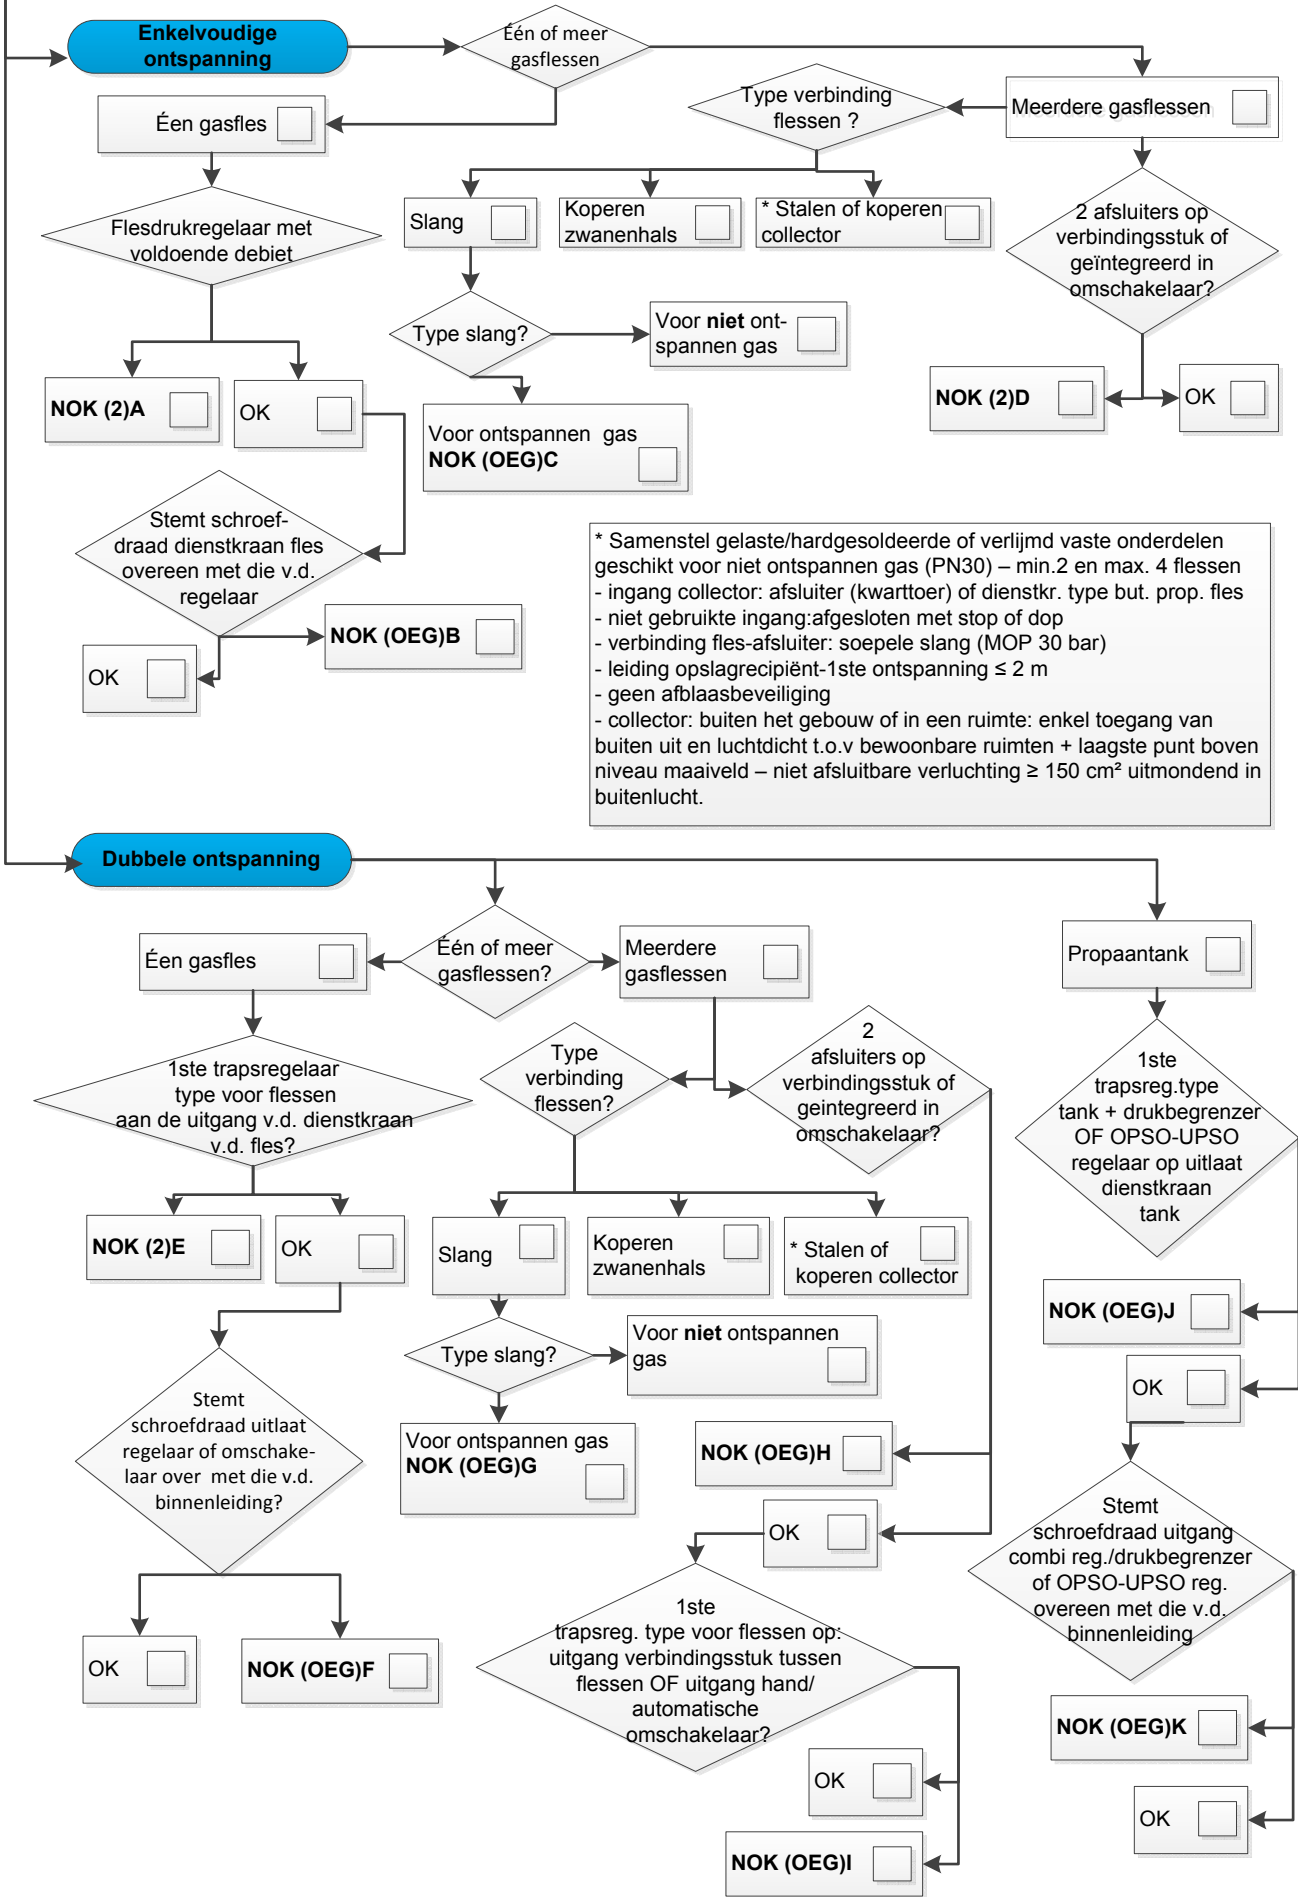 Enkelvoudige
ontspanning
Één of meer
gasflessen
Éen gasfles
Type verbinding
flessen ?
Meerdere gasflessen
Flesdrukregelaar met
voldoende debiet
Slang
Koperen
zwanenhals
* Stalen of koperen
collector
2 afsluiters op
verbindingsstuk of
geïntegreerd in
omschakelaar?
Type slang?
Voor niet ont-
spannen gas
NOK (2)A
OK
NOK (2)D
OK
Voor ontspannen gas
NOK (OEG)C
Stemt schroef-
draad dienstkraan fles
overeen met die v.d.
regelaar
NOK (OEG)B
OK
* Samenstel gelaste/hardgesoldeerde of verlijmd vaste onderdelen
geschikt voor niet ontspannen gas (PN30) – min.2 en max. 4 flessen
- ingang collector: afsluiter (kwarttoer) of dienstkr. type but. prop. fles
- niet gebruikte ingang:afgesloten met stop of dop
- verbinding fles-afsluiter: soepele slang (MOP 30 bar)
- leiding opslagrecipiënt-1ste ontspanning ≤ 2 m
- geen afblaasbeveiliging
- collector: buiten het gebouw of in een ruimte: enkel toegang van
buiten uit en luchtdicht t.o.v bewoonbare ruimten + laagste punt boven
niveau maaiveld – niet afsluitbare verluchting ≥ 150 cm² uitmondend in
buitenlucht.
Dubbele ontspanning
Éen gasfles
Één of meer
gasflessen?
Meerdere
gasflessen
Propaantank
1ste trapsregelaar
type voor flessen
aan de uitgang v.d. dienstkraan
v.d. fles?
Type
verbinding
flessen?
2
afsluiters op
verbindingsstuk of
geintegreerd in
omschakelaar?
1ste
trapsreg.type
tank + drukbegrenzer
OF OPSO-UPSO
regelaar op uitlaat
dienstkraan
tank
NOK (2)E
OK
Slang
Koperen
zwanenhals
* Stalen of
koperen collector
NOK (OEG)J
Type slang?
Voor niet ontspannen
gas
OK
Stemt
schroefdraad uitlaat
regelaar of omschake-
laar over met die v.d.
binnenleiding?
Voor ontspannen gas
NOK (OEG)G
NOK (OEG)H
OK
Stemt
schroefdraad uitgang
combi reg./drukbegrenzer
of OPSO-UPSO reg.
overeen met die v.d.
binnenleiding
1ste
trapsreg. type voor flessen op:
uitgang verbindingsstuk tussen
flessen OF uitgang hand/
automatische
omschakelaar?
OK
NOK (OEG)F
NOK (OEG)K
OK
OK
NOK (OEG)I